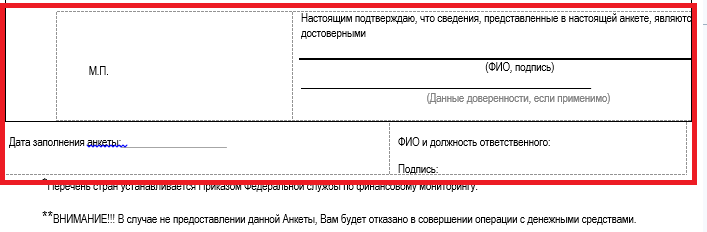 Настоящим подтверждаю, что сведения, представленные в настоящей анкете, являютс
достоверными
М.П.
(ФИО, подпись)
(Данные доверенности, если применимо)
Дата заполнения анкеты:
ФИО и должность ответственного:
Подпись:
*Перечень стран устанавливается Приказом Федеральной службы по финансовому мониторингу.
**ВНИМАНИЕ!!! В случае не предоставлении данной Анкеты, Вам будет отказано в совершении операции с денежными средствами.